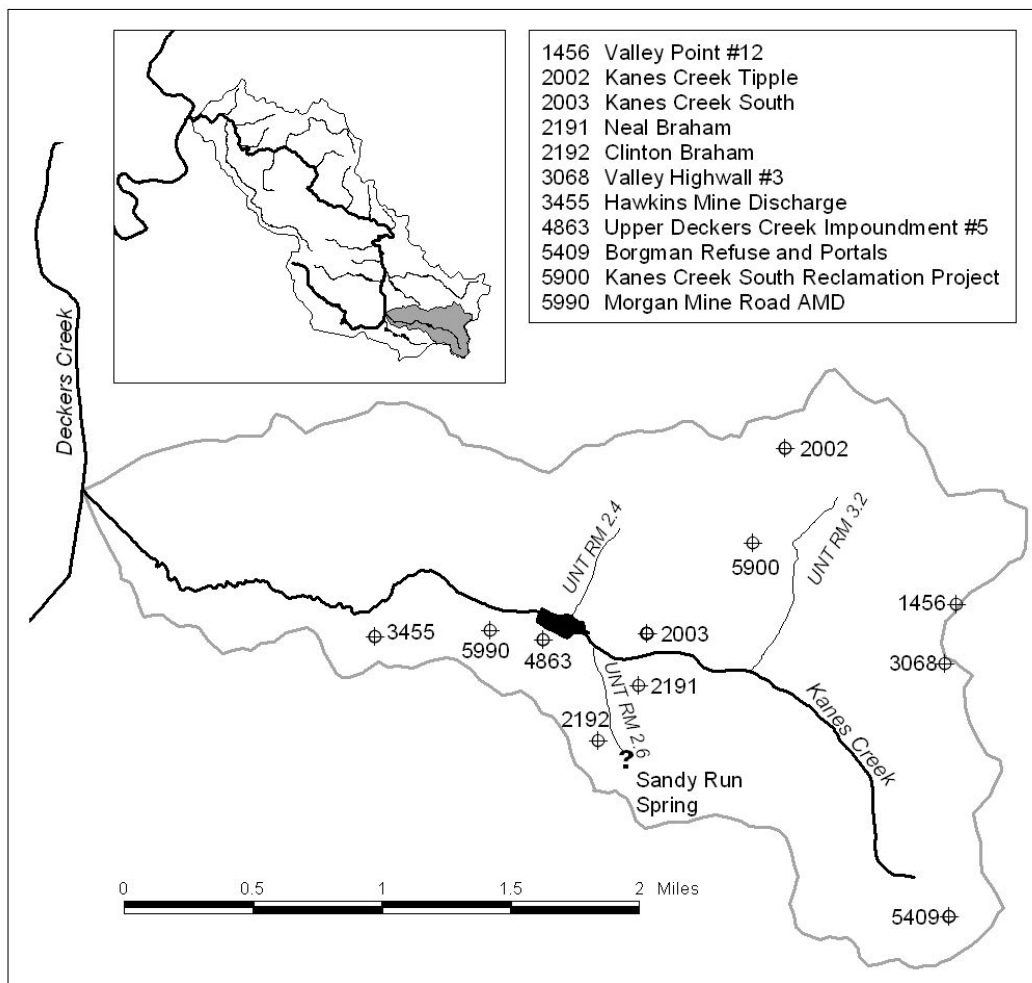 1456 Valley Point #12
2002 Kanes Creek Tipple
2003 Kanes Creek South
2191 Neal Braham
2192 Clinton Braham
3068 Valley Highwall #3
3455 Hawkins Mine Discharge
4863 Upper Deckers Creek Impoundment #5
5409 Borgman Refuse and Portals
5900 Kanes Creek South Reclamation Project
5990 Morgan Mine Road AMD
Deckers Creek
2002
UNT RM 2.4
UNT RM 3.2
5900
1456
3455
5990
4863
2003
3068
2191
UNT RM 2.6
2192
Kanes Creek
?
Sandy Run
Spring
0 0.5 1 1.5 2 Miles
5409